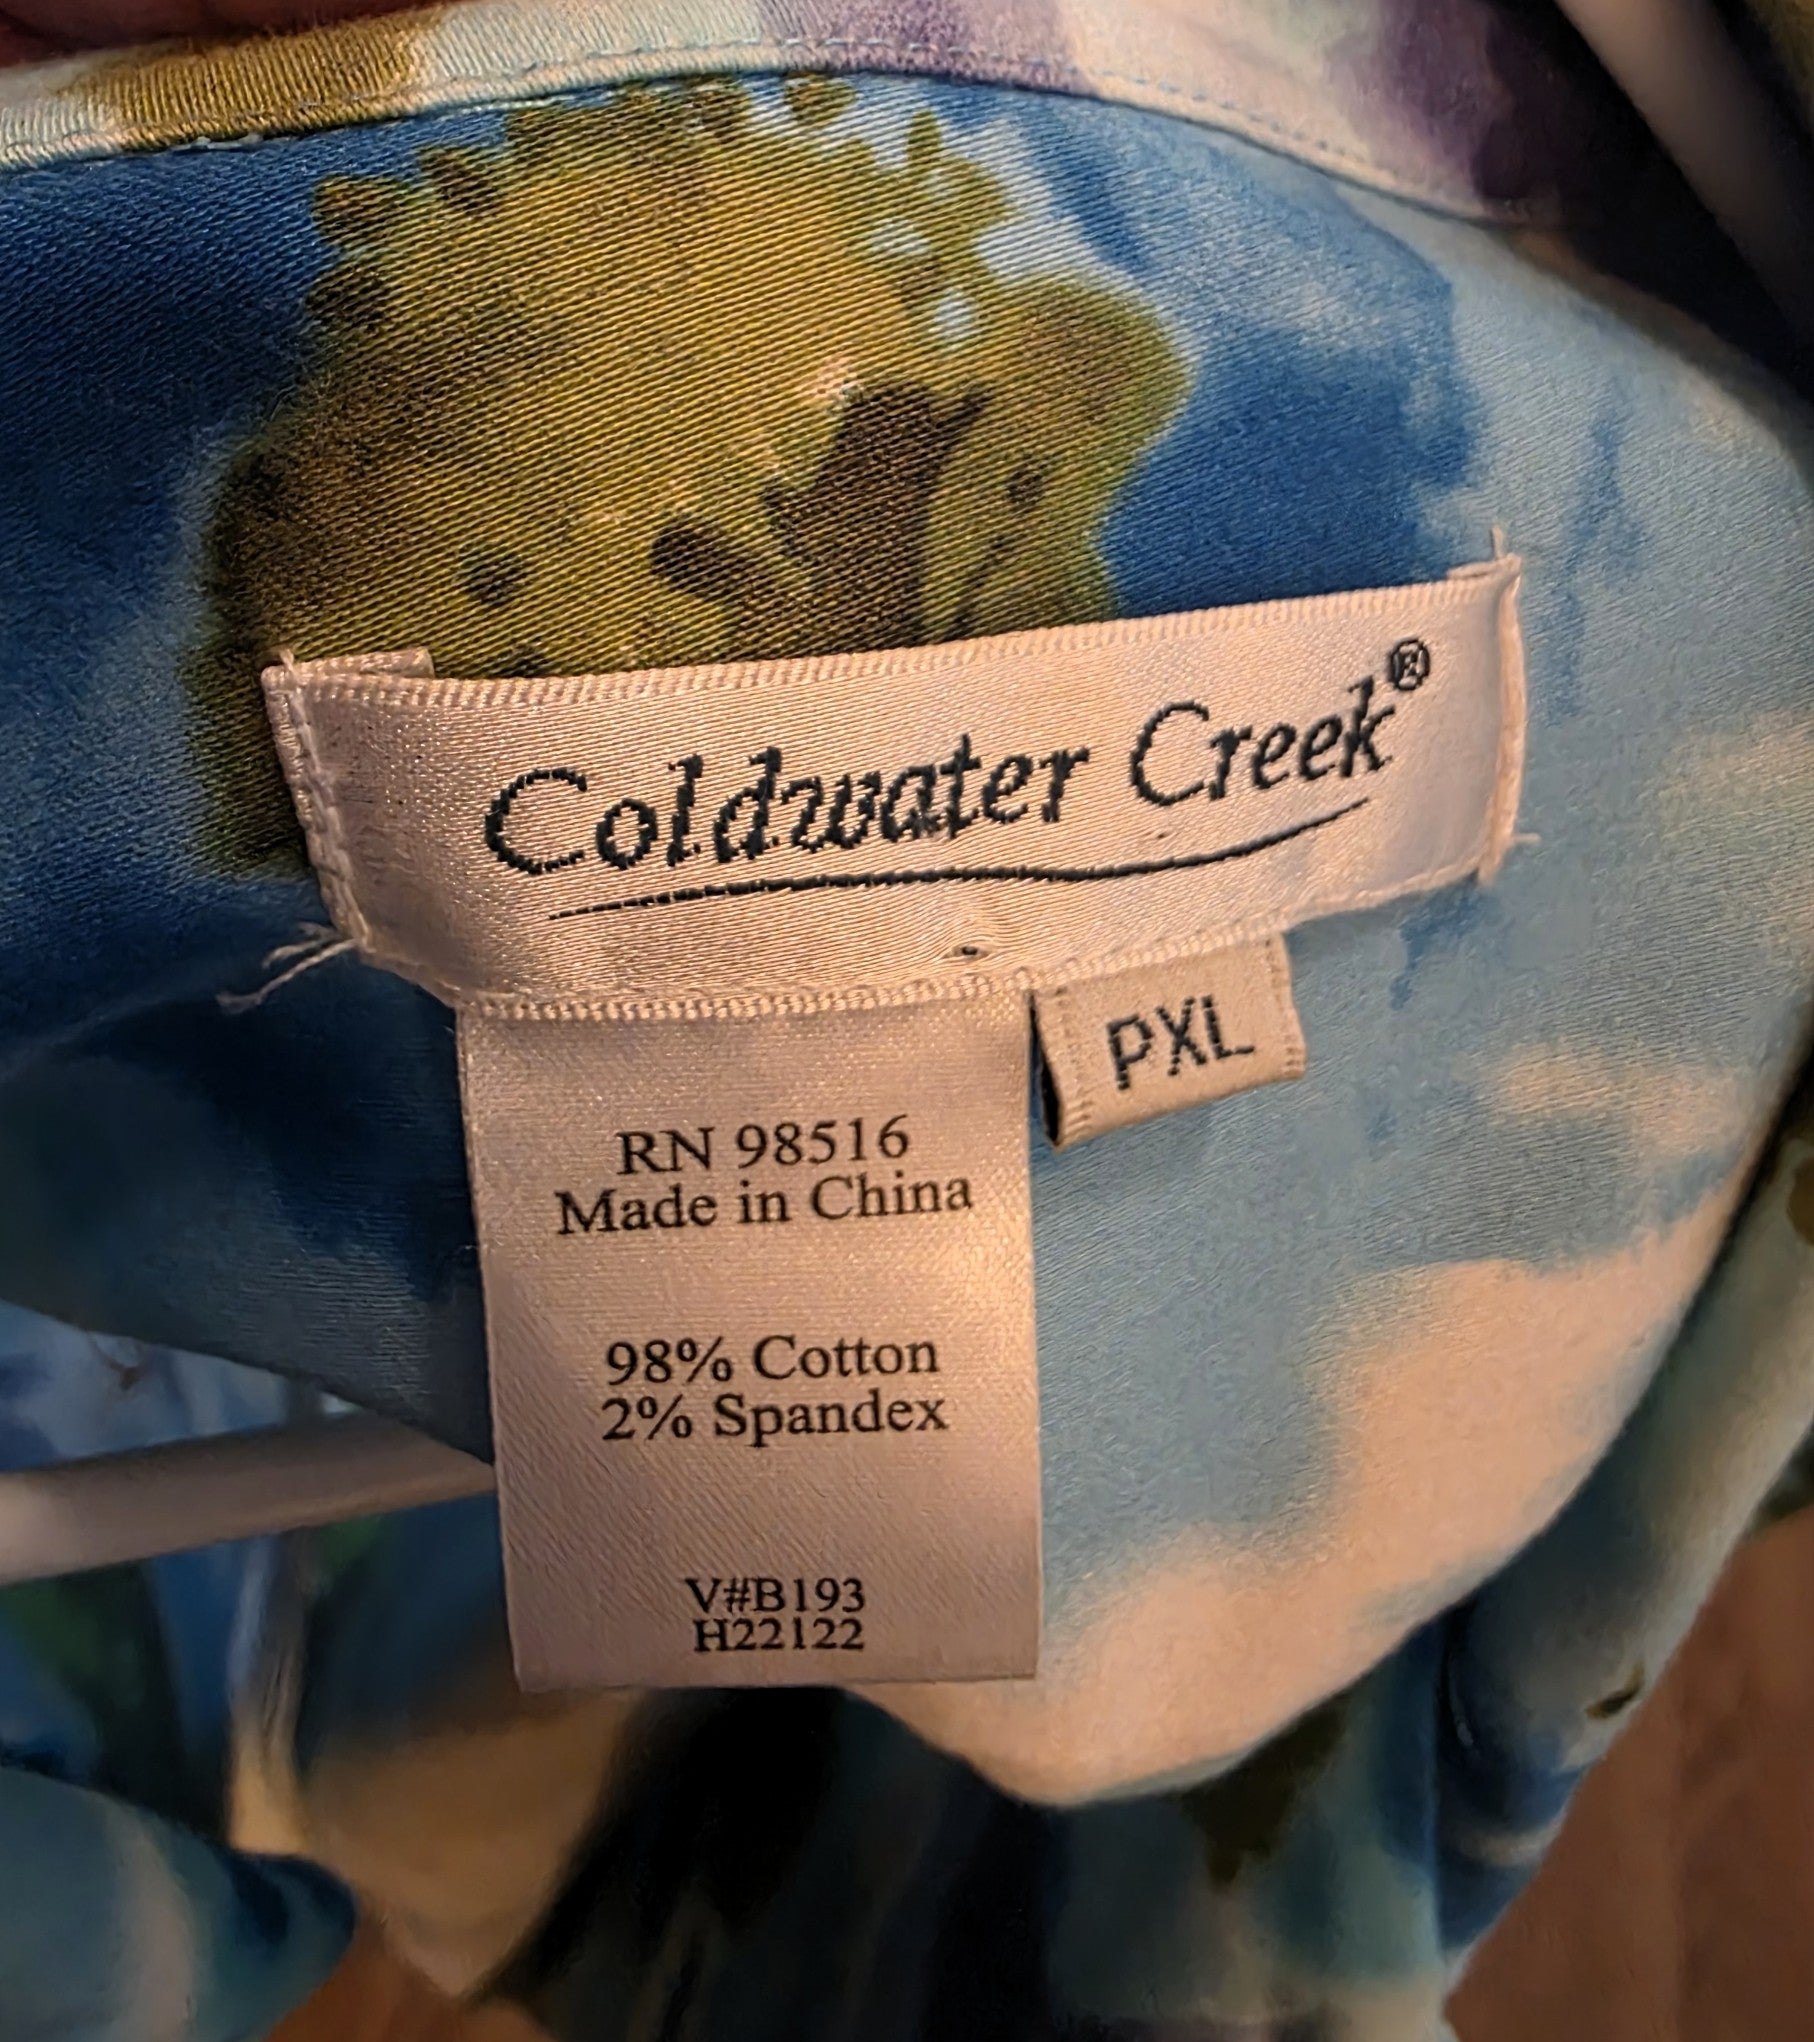 Coldwater Creek®
PXL
RN 98516
Made in China
98% Cotton
2% Spandex
V#B193
H22122